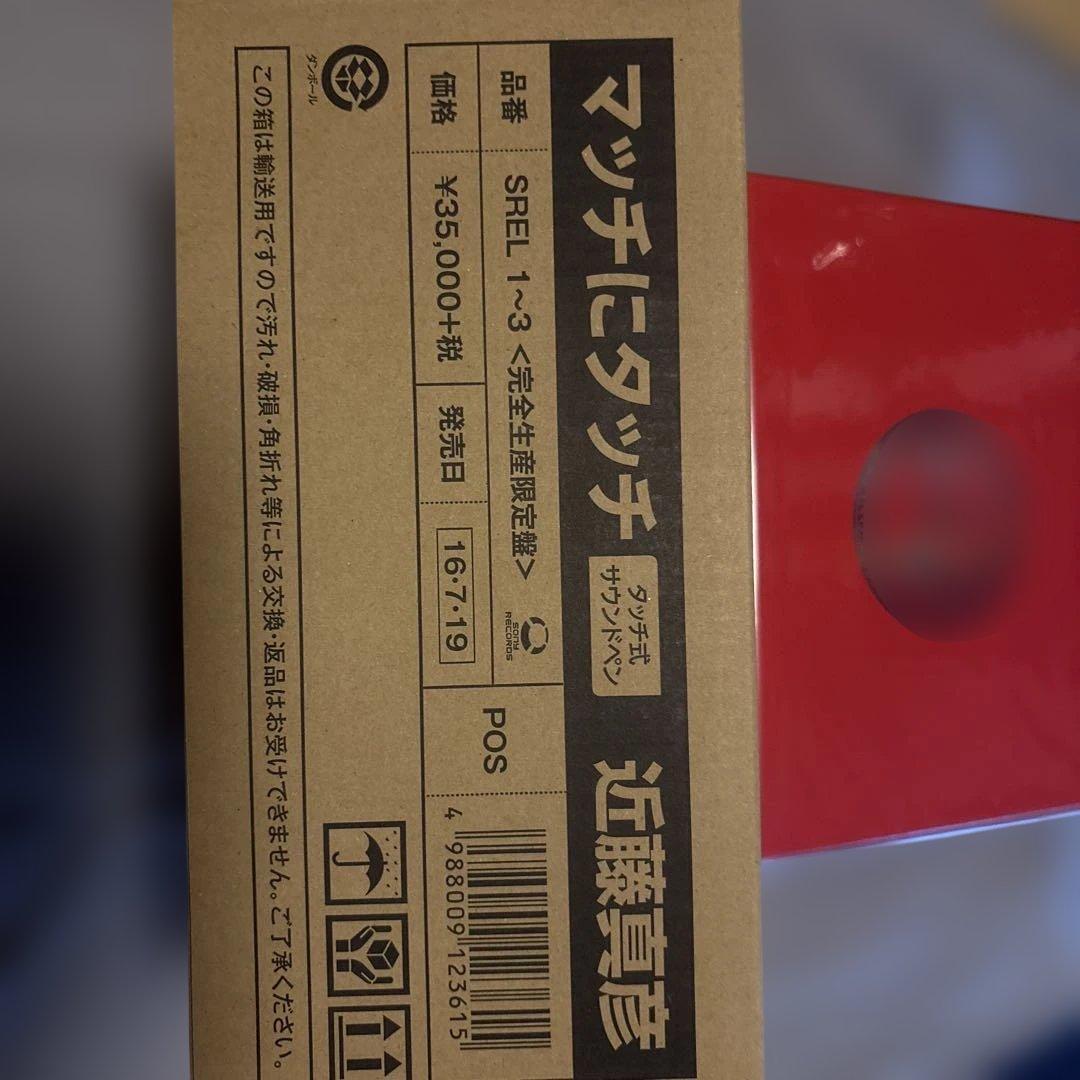 マッチにタッチ タッチ式 サウンドペン 近藤真彦
品番 SREL 1~3 <完全生産限定盤> SONY RECORDS
価格 ¥35,000+税 発売日 16・7・19
POS
4 988009 123615
ダンボール
この箱は輸送用ですので汚れ・破損・角折れ等による交換・返品はお受けできません。ご了承ください。